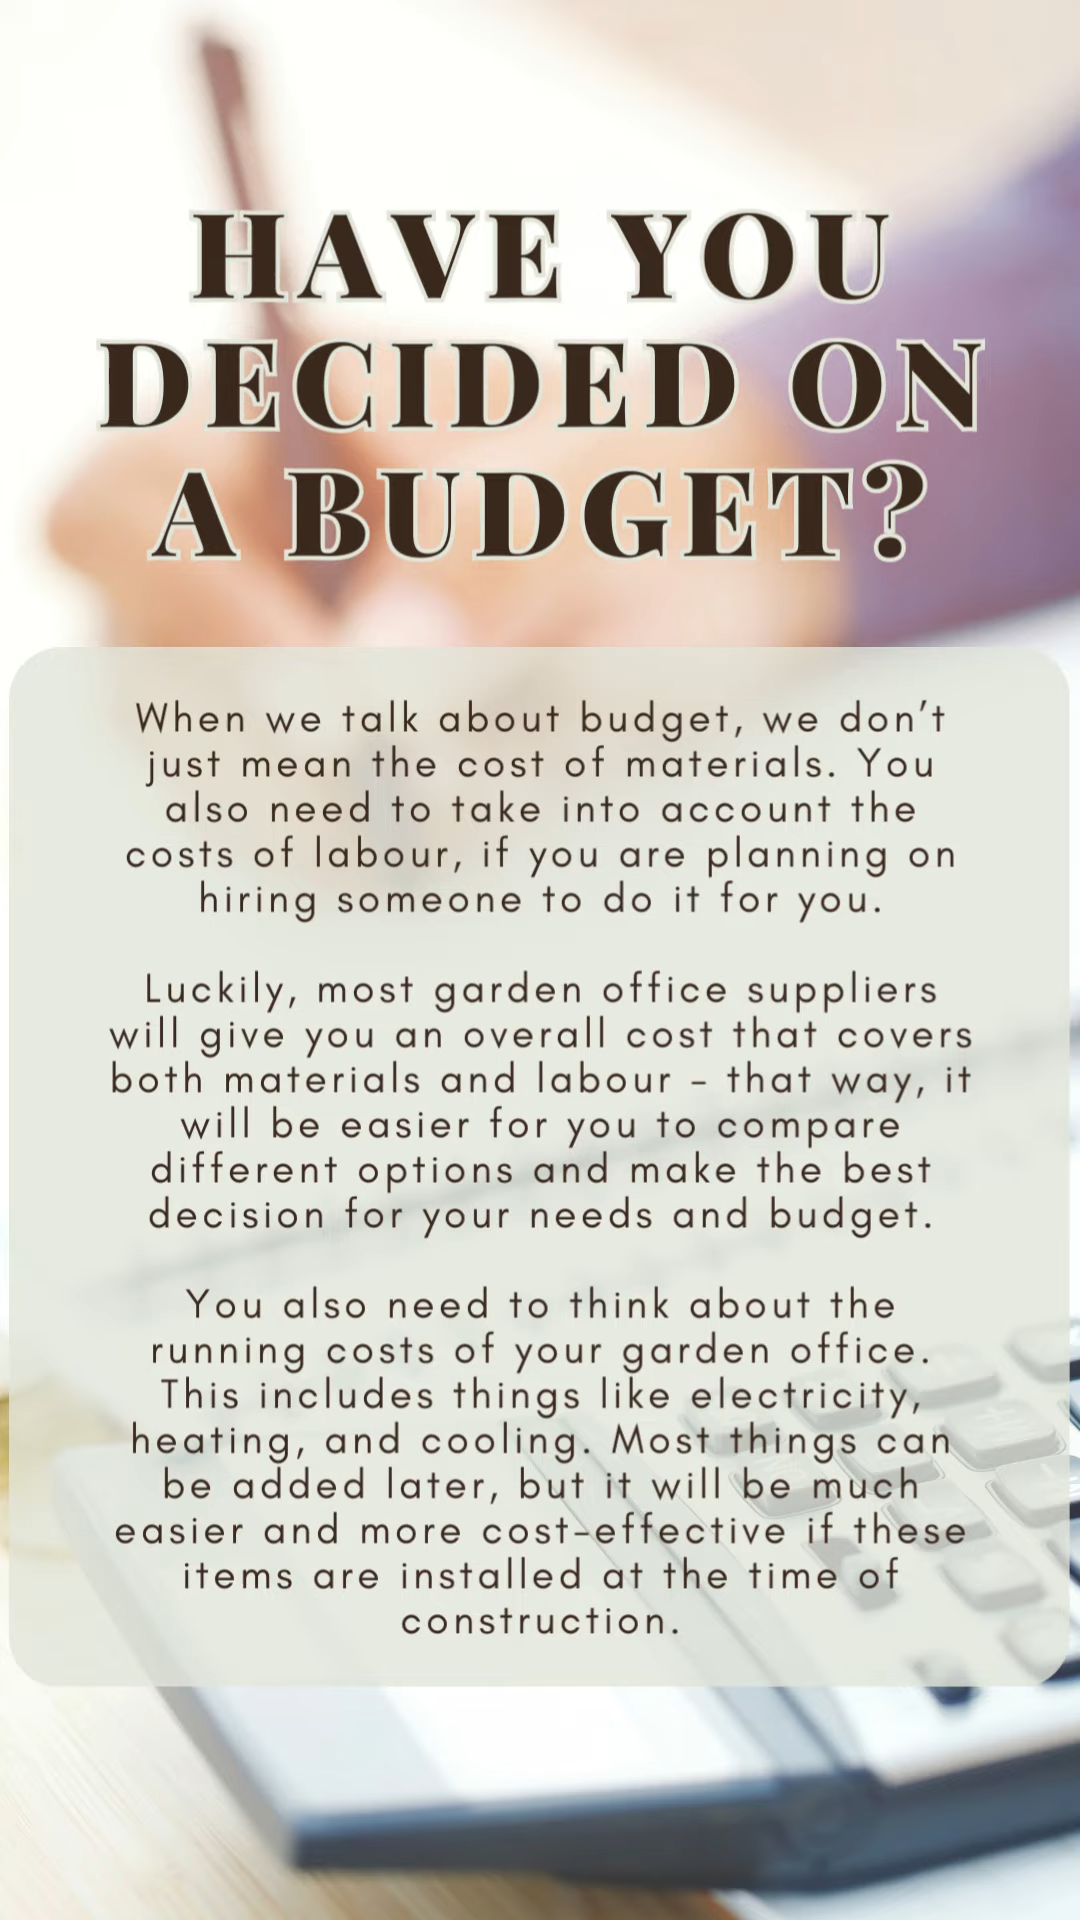 HAVE YOU
DECIDED ON
A BUDGET?
When we talk about budget, we don't
just mean the cost of materials. You
also need to take into account the
costs of labour, if you are planning on
hiring someone to do it for you.
Luckily, most garden office suppliers
will give you an overall cost that covers
both materials and labour - that way, it
will be easier for you to compare
different options and make the best
decision for your needs and budget.
You also need to think about the
running costs of your garden office.
This includes things like electricity,
heating, and cooling. Most things can
be added later, but it will be much
easier and more cost-effective if these
items are installed at the time of
construction.